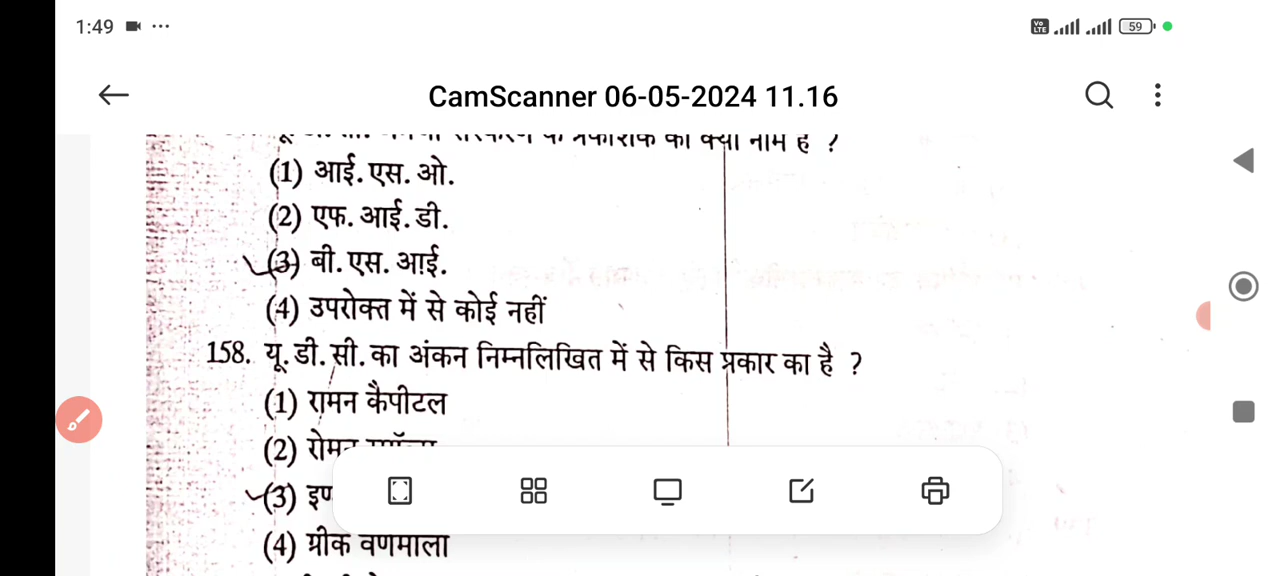 1:49
59
CamScanner 06-05-2024 11.16
का क्या नाम है ?
(1) आई. एस. ओ.
(2) एफ. आई. डी.
(3) बी. एस. आई.
(4) उपरोक्त में से कोई नहीं
158. यू. डी. सी. का अंकन निम्नलिखित में से किस प्रकार का है ?
(1) रामन कैपीटल
(2)
(3)
(4) ग्रीक वणमाला